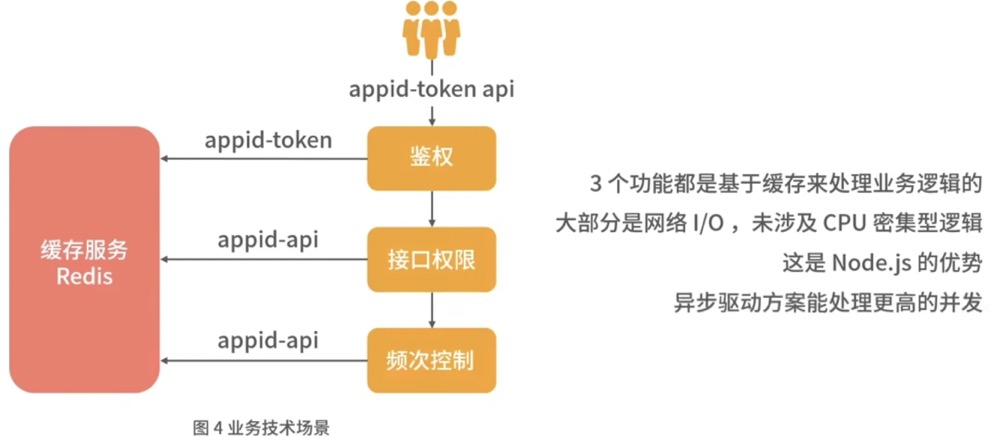 appid-token api
appid-token
鉴权
appid-api
接口权限
appid-api
频次控制
缓存服务
Redis
3 个功能都是基于缓存来处理业务逻辑的
大部分是网络 I/O ，未涉及 CPU 密集型逻辑
这是 Node.js 的优势
异步驱动方案能处理更高的并发
图 4 业务技术场景